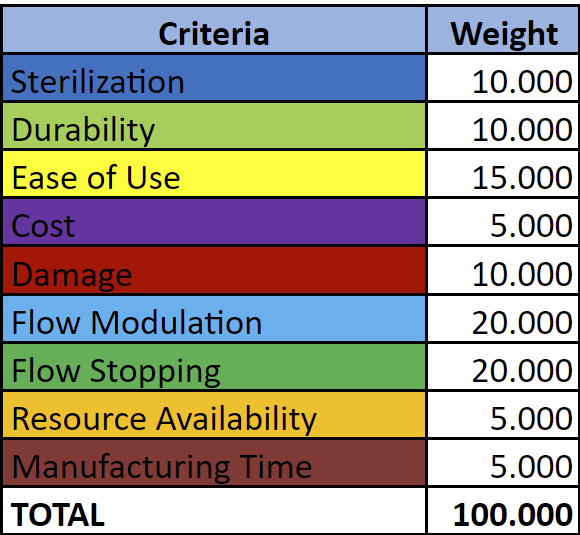 Criteria Weight
Sterilization 10.000
Durability 10.000
Ease of Use 15.000
Cost 5.000
Damage 10.000
Flow Modulation 20.000
Flow Stopping 20.000
Resource Availability 5.000
Manufacturing Time 5.000
TOTAL 100.000